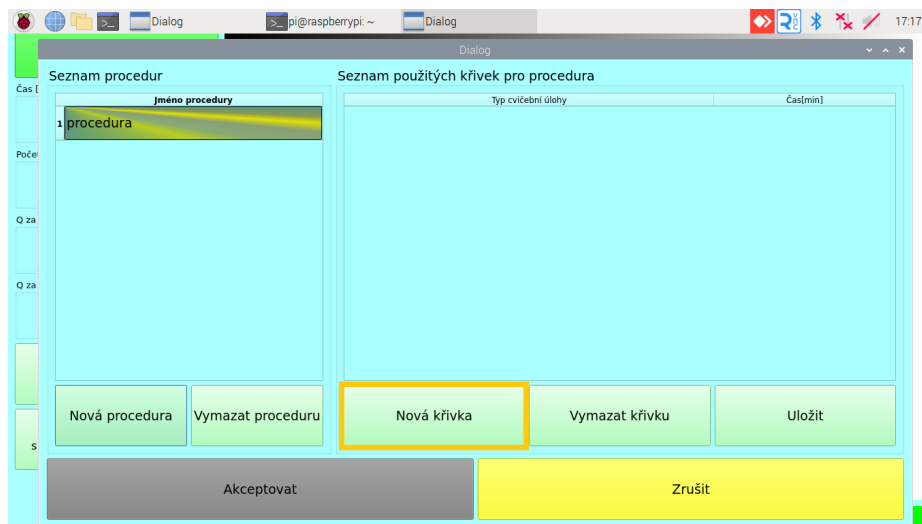 Dialog
pi@raspberrypi: ~
Dialog
17:17
Dialog
Seznam procedur
Seznam použitých křivek pro procedura
Čas [
Jméno procedury
Typ cvičební úlohy
Čas[min]
1 procedura
Počet
Q za
Q za
Nová procedura
Vymazat proceduru
Nová křivka
Vymazat křivku
Uložit
s
Akceptovat
Zrušit